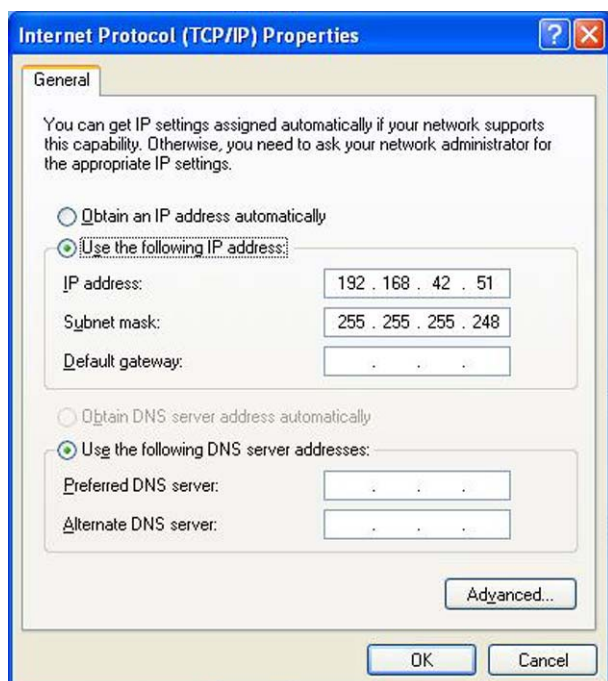 Internet Protocol (TCP/IP) Properties
General
You can get IP settings assigned automatically if your network supports
this capability. Otherwise, you need to ask your network administrator for
the appropriate IP settings.
Obtain an IP address automatically
Use the following IP address:
IP address: 192 . 168 . 42 . 51
Subnet mask: 255 . 255 . 255 . 248
Default gateway: . . .
Obtain DNS server address automatically
Use the following DNS server addresses:
Preferred DNS server: . . .
Alternate DNS server: . . .
Advanced...
OK Cancel